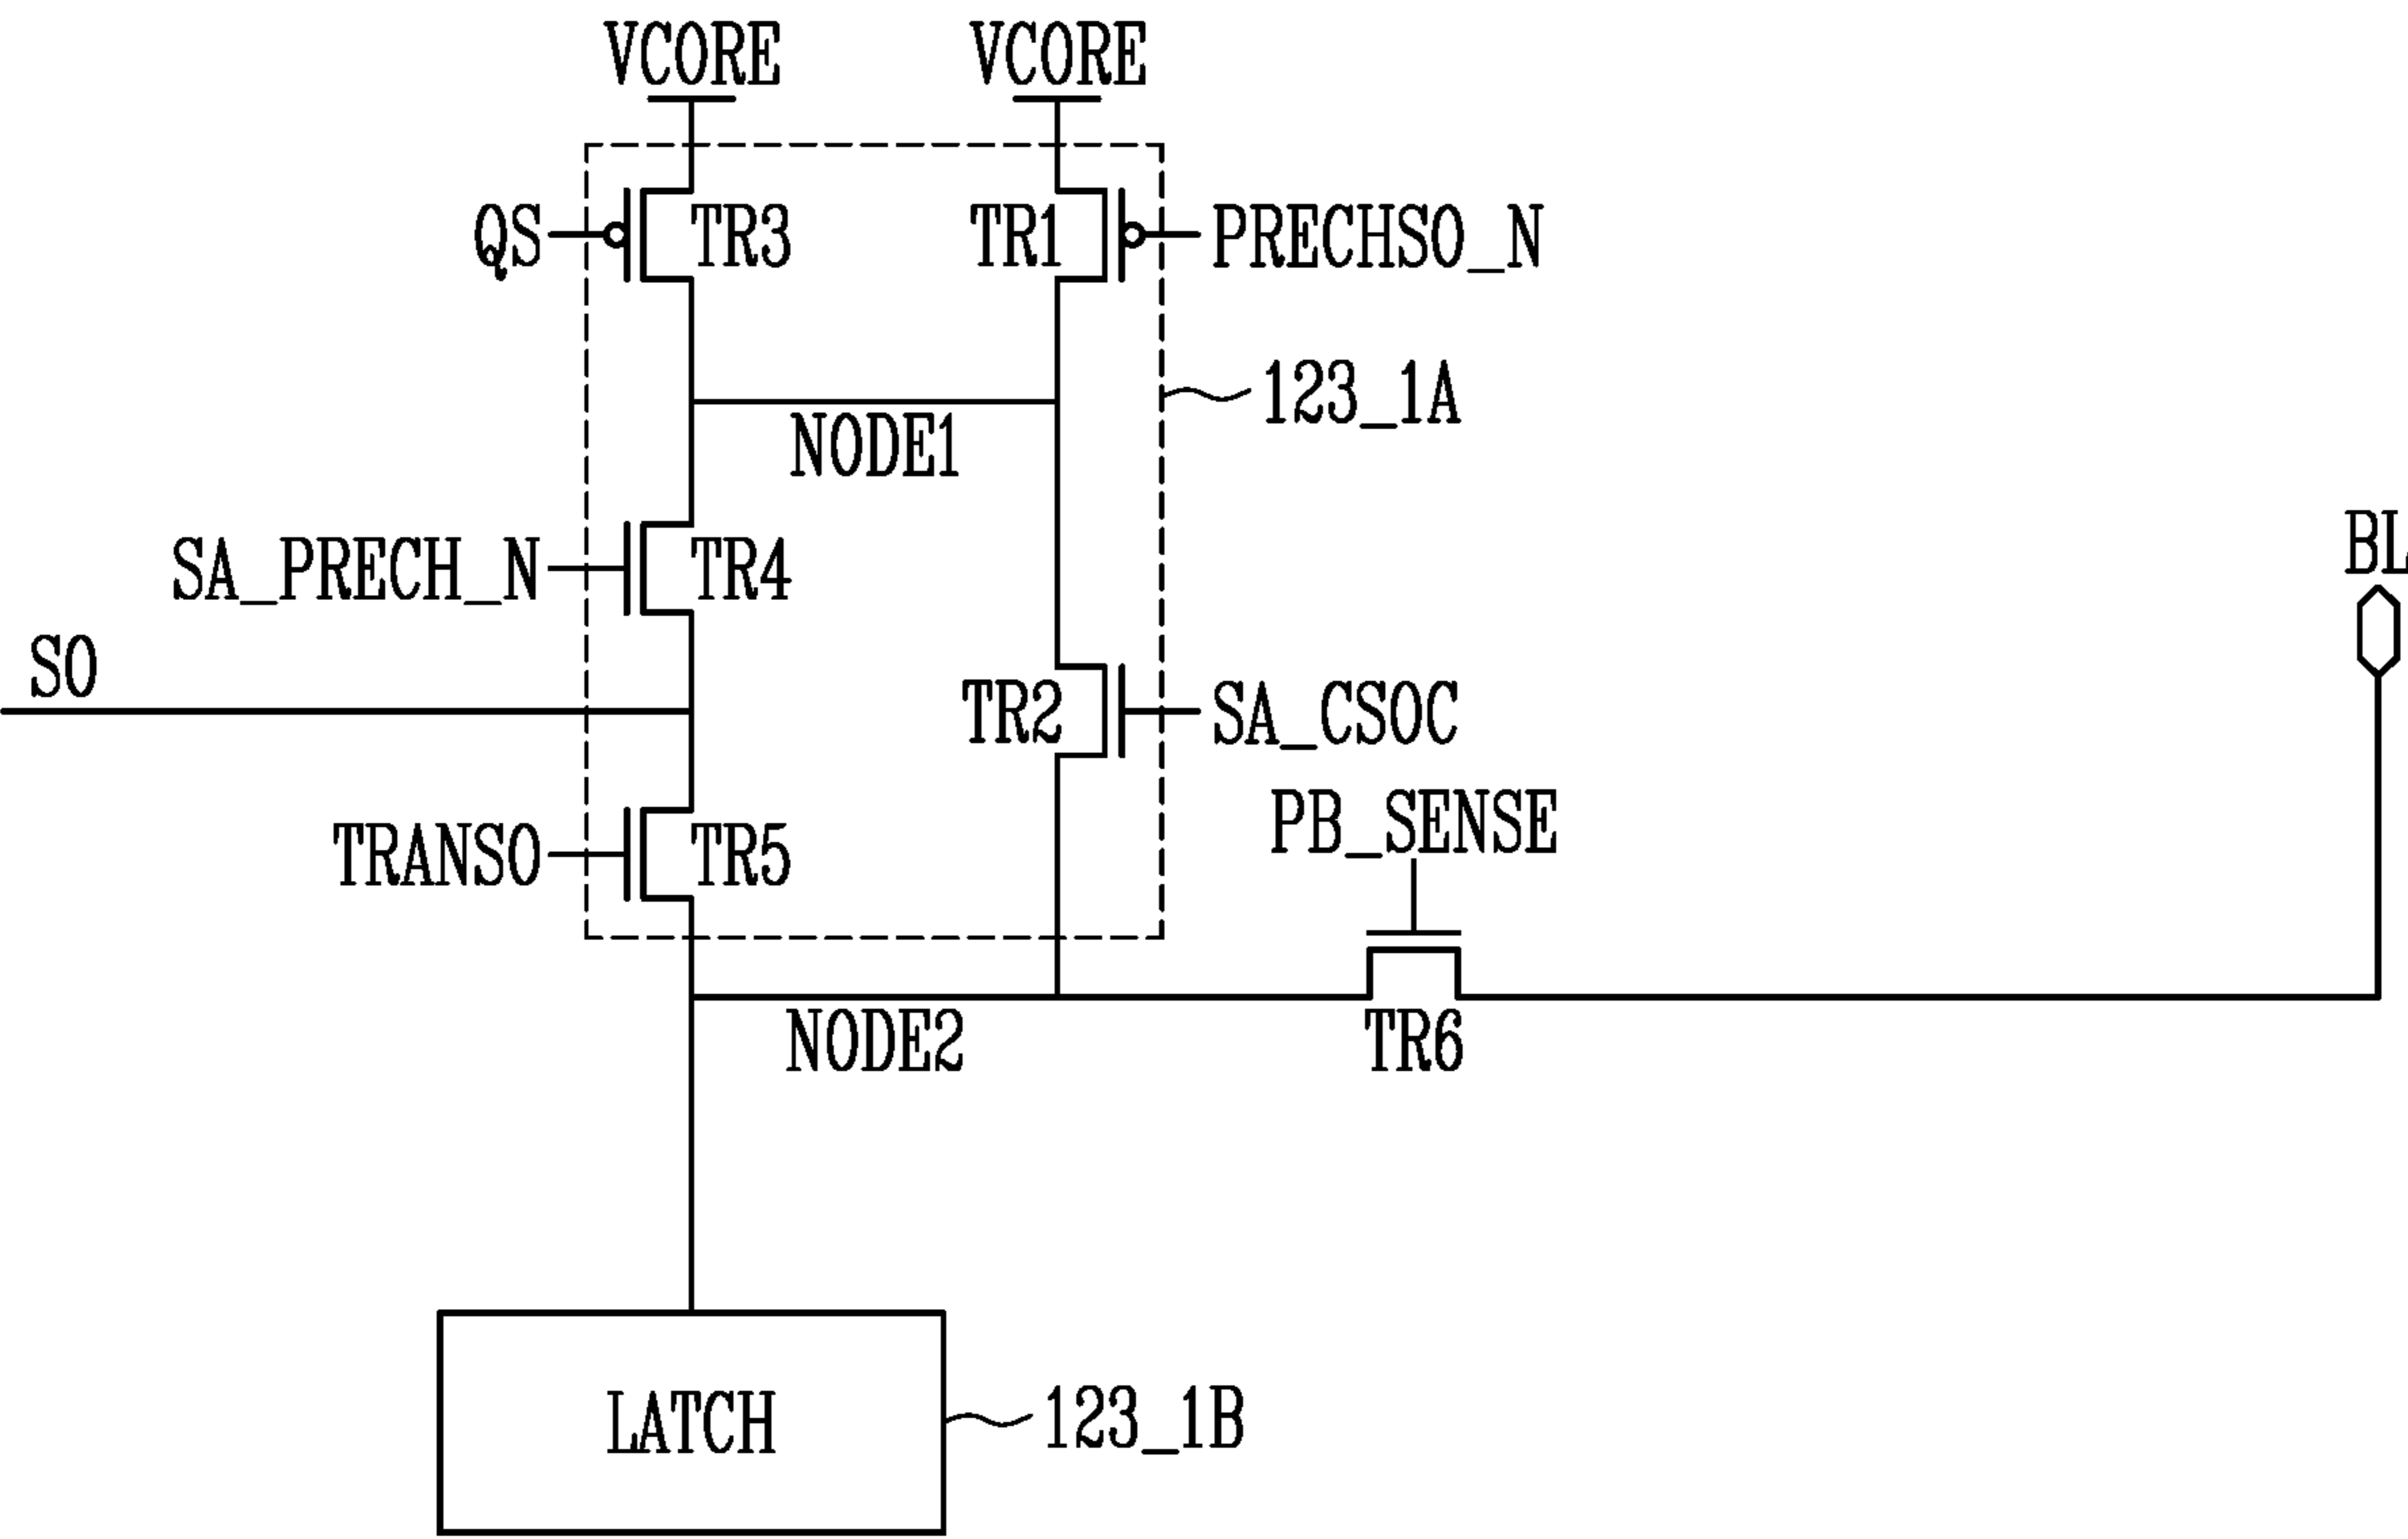 VCORE VCORE
QS TR3 TR1 PRECHSO_N
123_1A
NODE1
SA_PRECH_N TR4
SO
TR2 SA_CSOC
TRANSO TR5
PB_SENSE
BL
NODE2 TR6
LATCH 123_1B